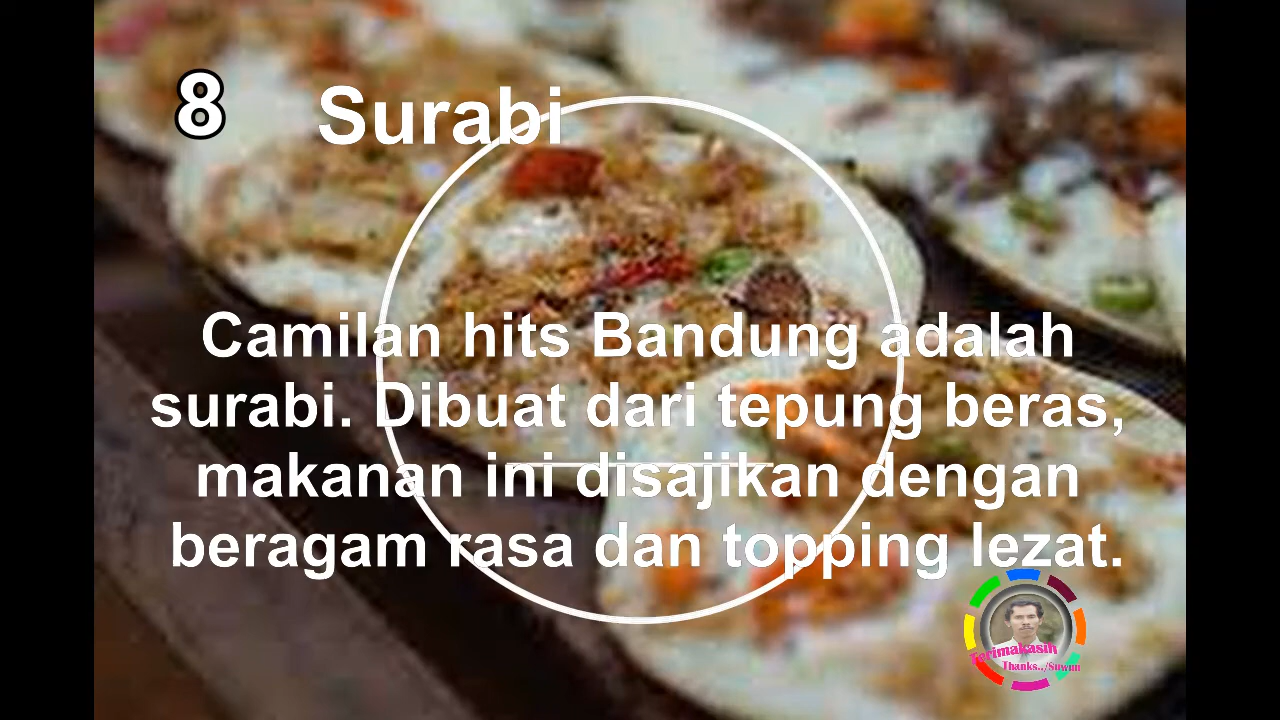 8 Surabi
Camilan hits Bandung adalah
surabi. Dibuat dari tepung beras,
makanan ini disajikan dengan
beragam rasa dan topping lezat.
Terimakasih
Thanks../Suwun